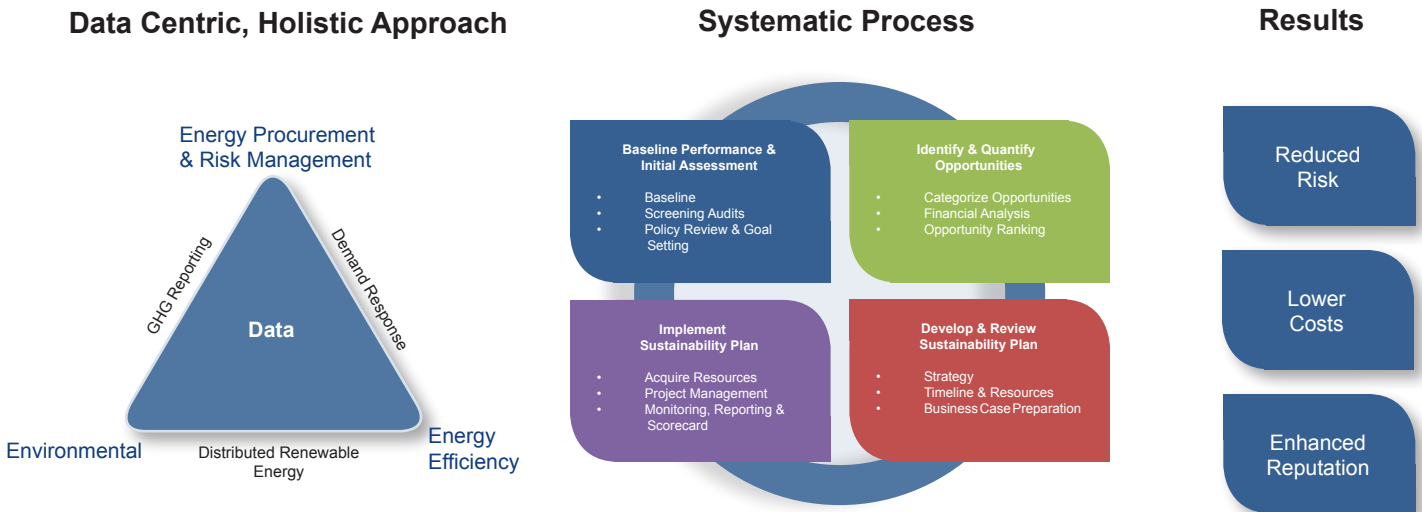 Data Centric, Holistic Approach
Energy Procurement
& Risk Management
GHG Reporting
Demand Response
Data
Environmental
Distributed Renewable
Energy
Energy
Efficiency
Systematic Process
Baseline Performance &
Initial Assessment
• Baseline
• Screening Audits
• Policy Review & Goal
Setting
Identify & Quantify
Opportunities
• Categorize Opportunities
• Financial Analysis
• Opportunity Ranking
Implement
Sustainability Plan
• Acquire Resources
• Project Management
• Monitoring, Reporting &
Scorecard
Develop & Review
Sustainability Plan
• Strategy
• Timeline & Resources
• Business Case Preparation
Results
Reduced
Risk
Lower
Costs
Enhanced
Reputation